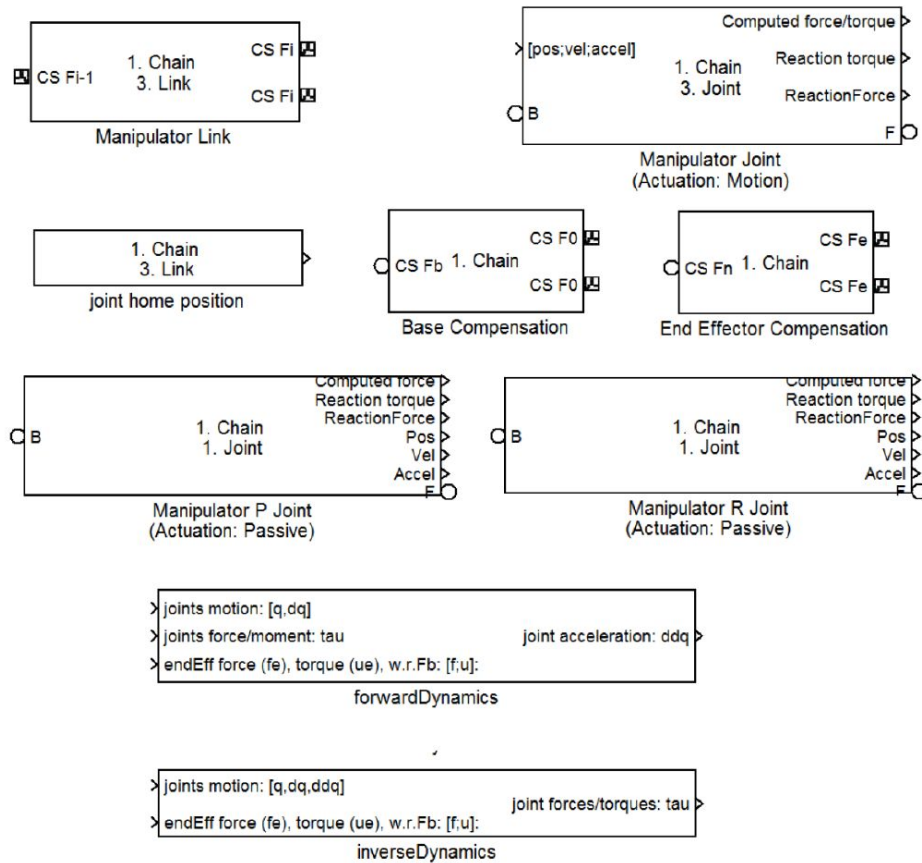 CS Fi-1
1. Chain
3. Link
CS Fi
CS Fi
Manipulator Link
[pos;vel;accel]
B
1. Chain
3. Joint
Computed force/torque
Reaction torque
ReactionForce
F
Manipulator Joint
(Actuation: Motion)
1. Chain
3. Link
joint home position
CS Fb
1. Chain
CS F0
CS F0
Base Compensation
CS Fn
1. Chain
CS Fe
CS Fe
End Effector Compensation
B
1. Chain
1. Joint
Computed force
Reaction torque
ReactionForce
Pos
Vel
Accel
F
Manipulator P Joint
(Actuation: Passive)
B
1. Chain
1. Joint
Computed force
Reaction torque
ReactionForce
Pos
Vel
Accel
F
Manipulator R Joint
(Actuation: Passive)
joints motion: [q,dq]
joints force/moment: tau
endEff force (fe), torque (ue), w.r.Fb: [f;u]:
joint acceleration: ddq
forwardDynamics
joints motion: [q,dq,ddq]
endEff force (fe), torque (ue), w.r.Fb: [f;u]:
joint forces/torques: tau
inverseDynamics